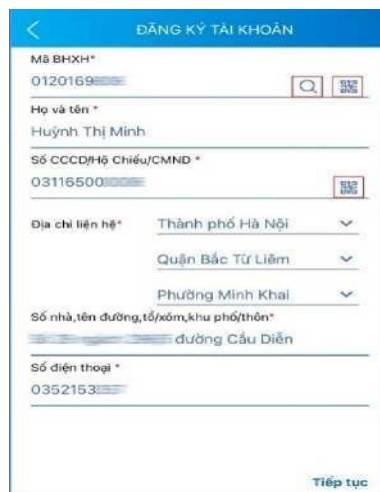 ĐĂNG KÝ TÀI KHOẢN
Mã BHXH*
0120169
Họ và tên *
Huỳnh Thị Minh
Số CCCD/Hộ Chiếu/CMND *
03116500
Địa chỉ liên hệ* Thành phố Hà Nội
Quận Bắc Từ Liêm
Phường Minh Khai
Số nhà,tên đường,tổ/xóm,khu phố/thôn*
đường Cầu Diễn
Số điện thoại *
0352153
Tiếp tục